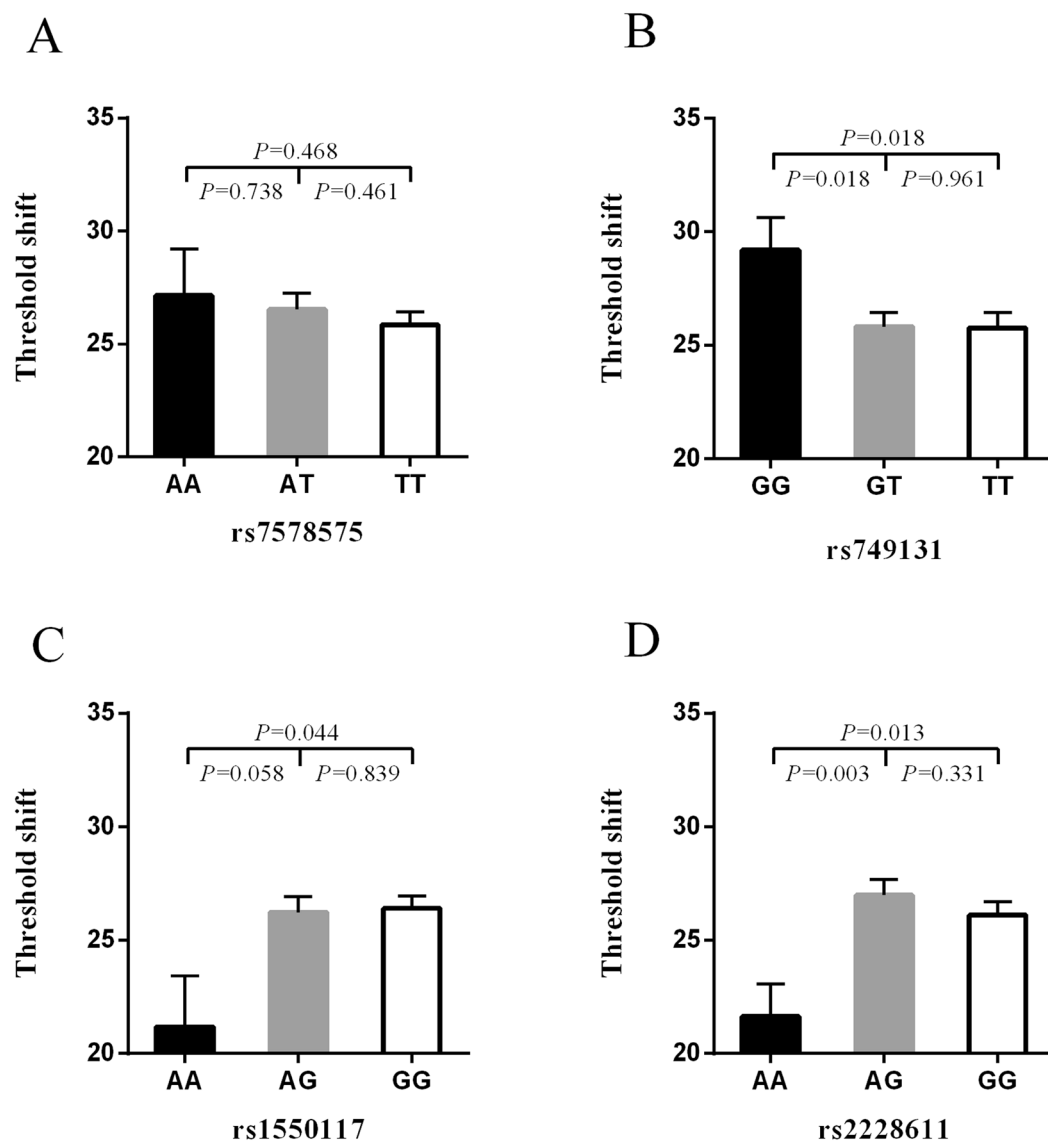 A
Threshold shift
35
30
25
20
P=0.468
P=0.738
P=0.461
AA
AT
TT
rs7578575
B
Threshold shift
35
30
25
20
P=0.018
P=0.018
P=0.961
GG
GT
TT
rs749131
C
Threshold shift
35
30
25
20
P=0.044
P=0.058
P=0.839
AA
AG
GG
rs1550117
D
Threshold shift
35
30
25
20
P=0.013
P=0.003
P=0.331
AA
AG
GG
rs2228611